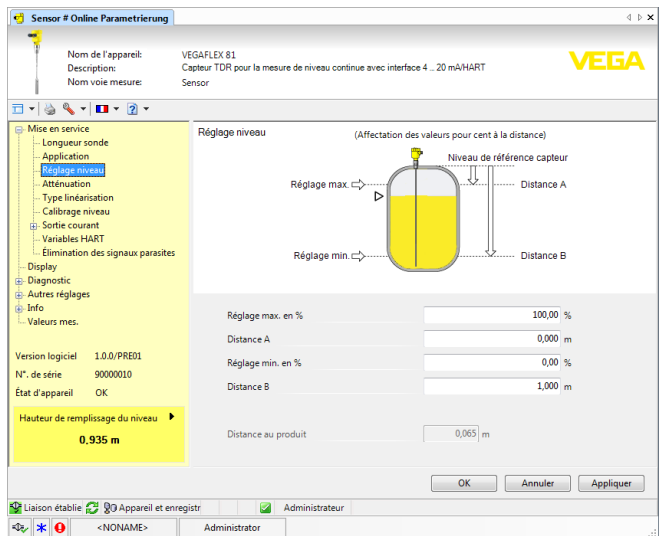 Sensor # Online Parametrierung
Nom de l'appareil: VEGAFLEX 81
Description: Capteur TDR pour la mesure de niveau continue avec interface 4 .. 20 mA/HART
Nom voie mesure: Sensor
VEGA
Mise en service
Longueur sonde
Application
Réglage niveau
Atténuation
Type linéarisation
Calibrage niveau
Sortie courant
Variables HART
Élimination des signaux parasites
Display
Diagnostic
Autres réglages
Info
Valeurs mes.
Version logiciel 1.0.0/PRE01
N°. de série 90000010
État d'appareil OK
Hauteur de remplissage du niveau
0,935 m
Réglage niveau
(Affectation des valeurs pour cent à la distance)
Niveau de référence capteur
Réglage max.
Distance A
Réglage min.
Distance B
Réglage max. en % 100,00 %
Distance A 0,000 m
Réglage min. en % 0,00 %
Distance B 1,000 m
Distance au produit 0,065 m
OK Annuler Appliquer
Liaison établie Appareil et enregistr Administrateur
<NONAME> Administrator